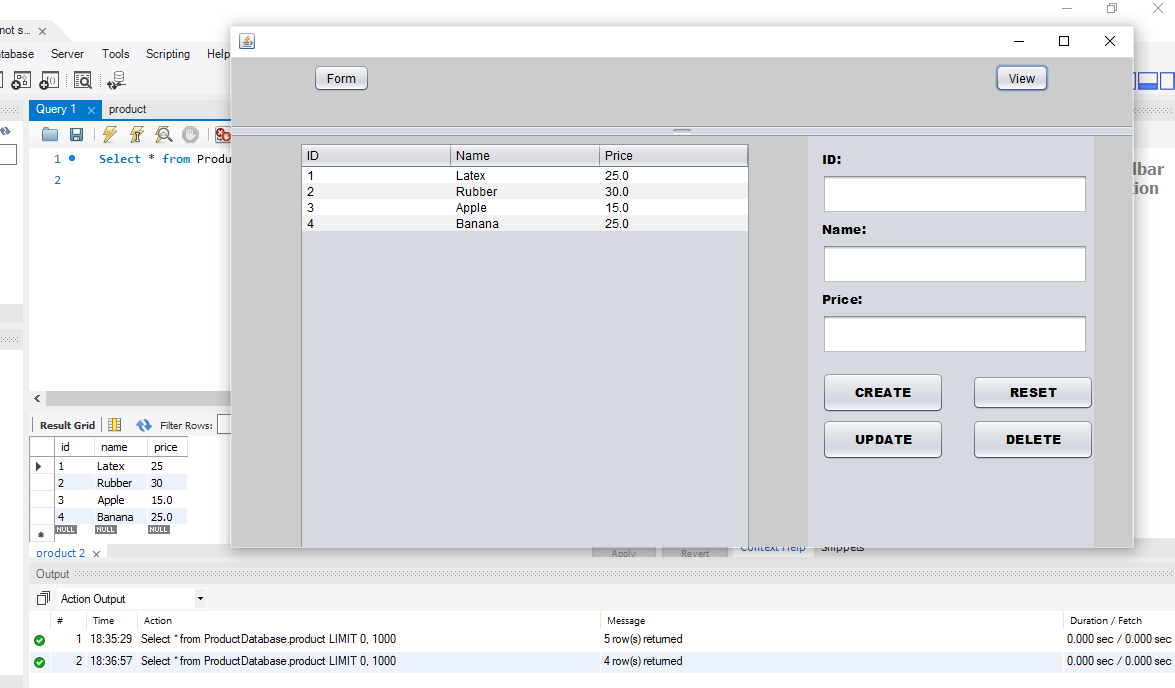 not s...
tabase Server Tools Scripting Help
Form
View
Query 1 product
1 Select * from Produ
2
ID Name Price
1 Latex 25.0
2 Rubber 30.0
3 Apple 15.0
4 Banana 25.0
ID:
Name:
Price:
CREATE RESET
UPDATE DELETE
lbar
tion
Result Grid Filter Rows:
id name price
1 Latex 25
2 Rubber 30
3 Apple 15.0
4 Banana 25.0
NULL NULL NULL
product 2
Apply Revert Context Help Snippets
Output
Action Output
# Time Action Message Duration / Fetch
1 18:35:29 Select * from ProductDatabase.product LIMIT 0, 1000 5 row(s) returned 0.000 sec / 0.000 sec
2 18:36:57 Select * from ProductDatabase.product LIMIT 0, 1000 4 row(s) returned 0.000 sec / 0.000 sec